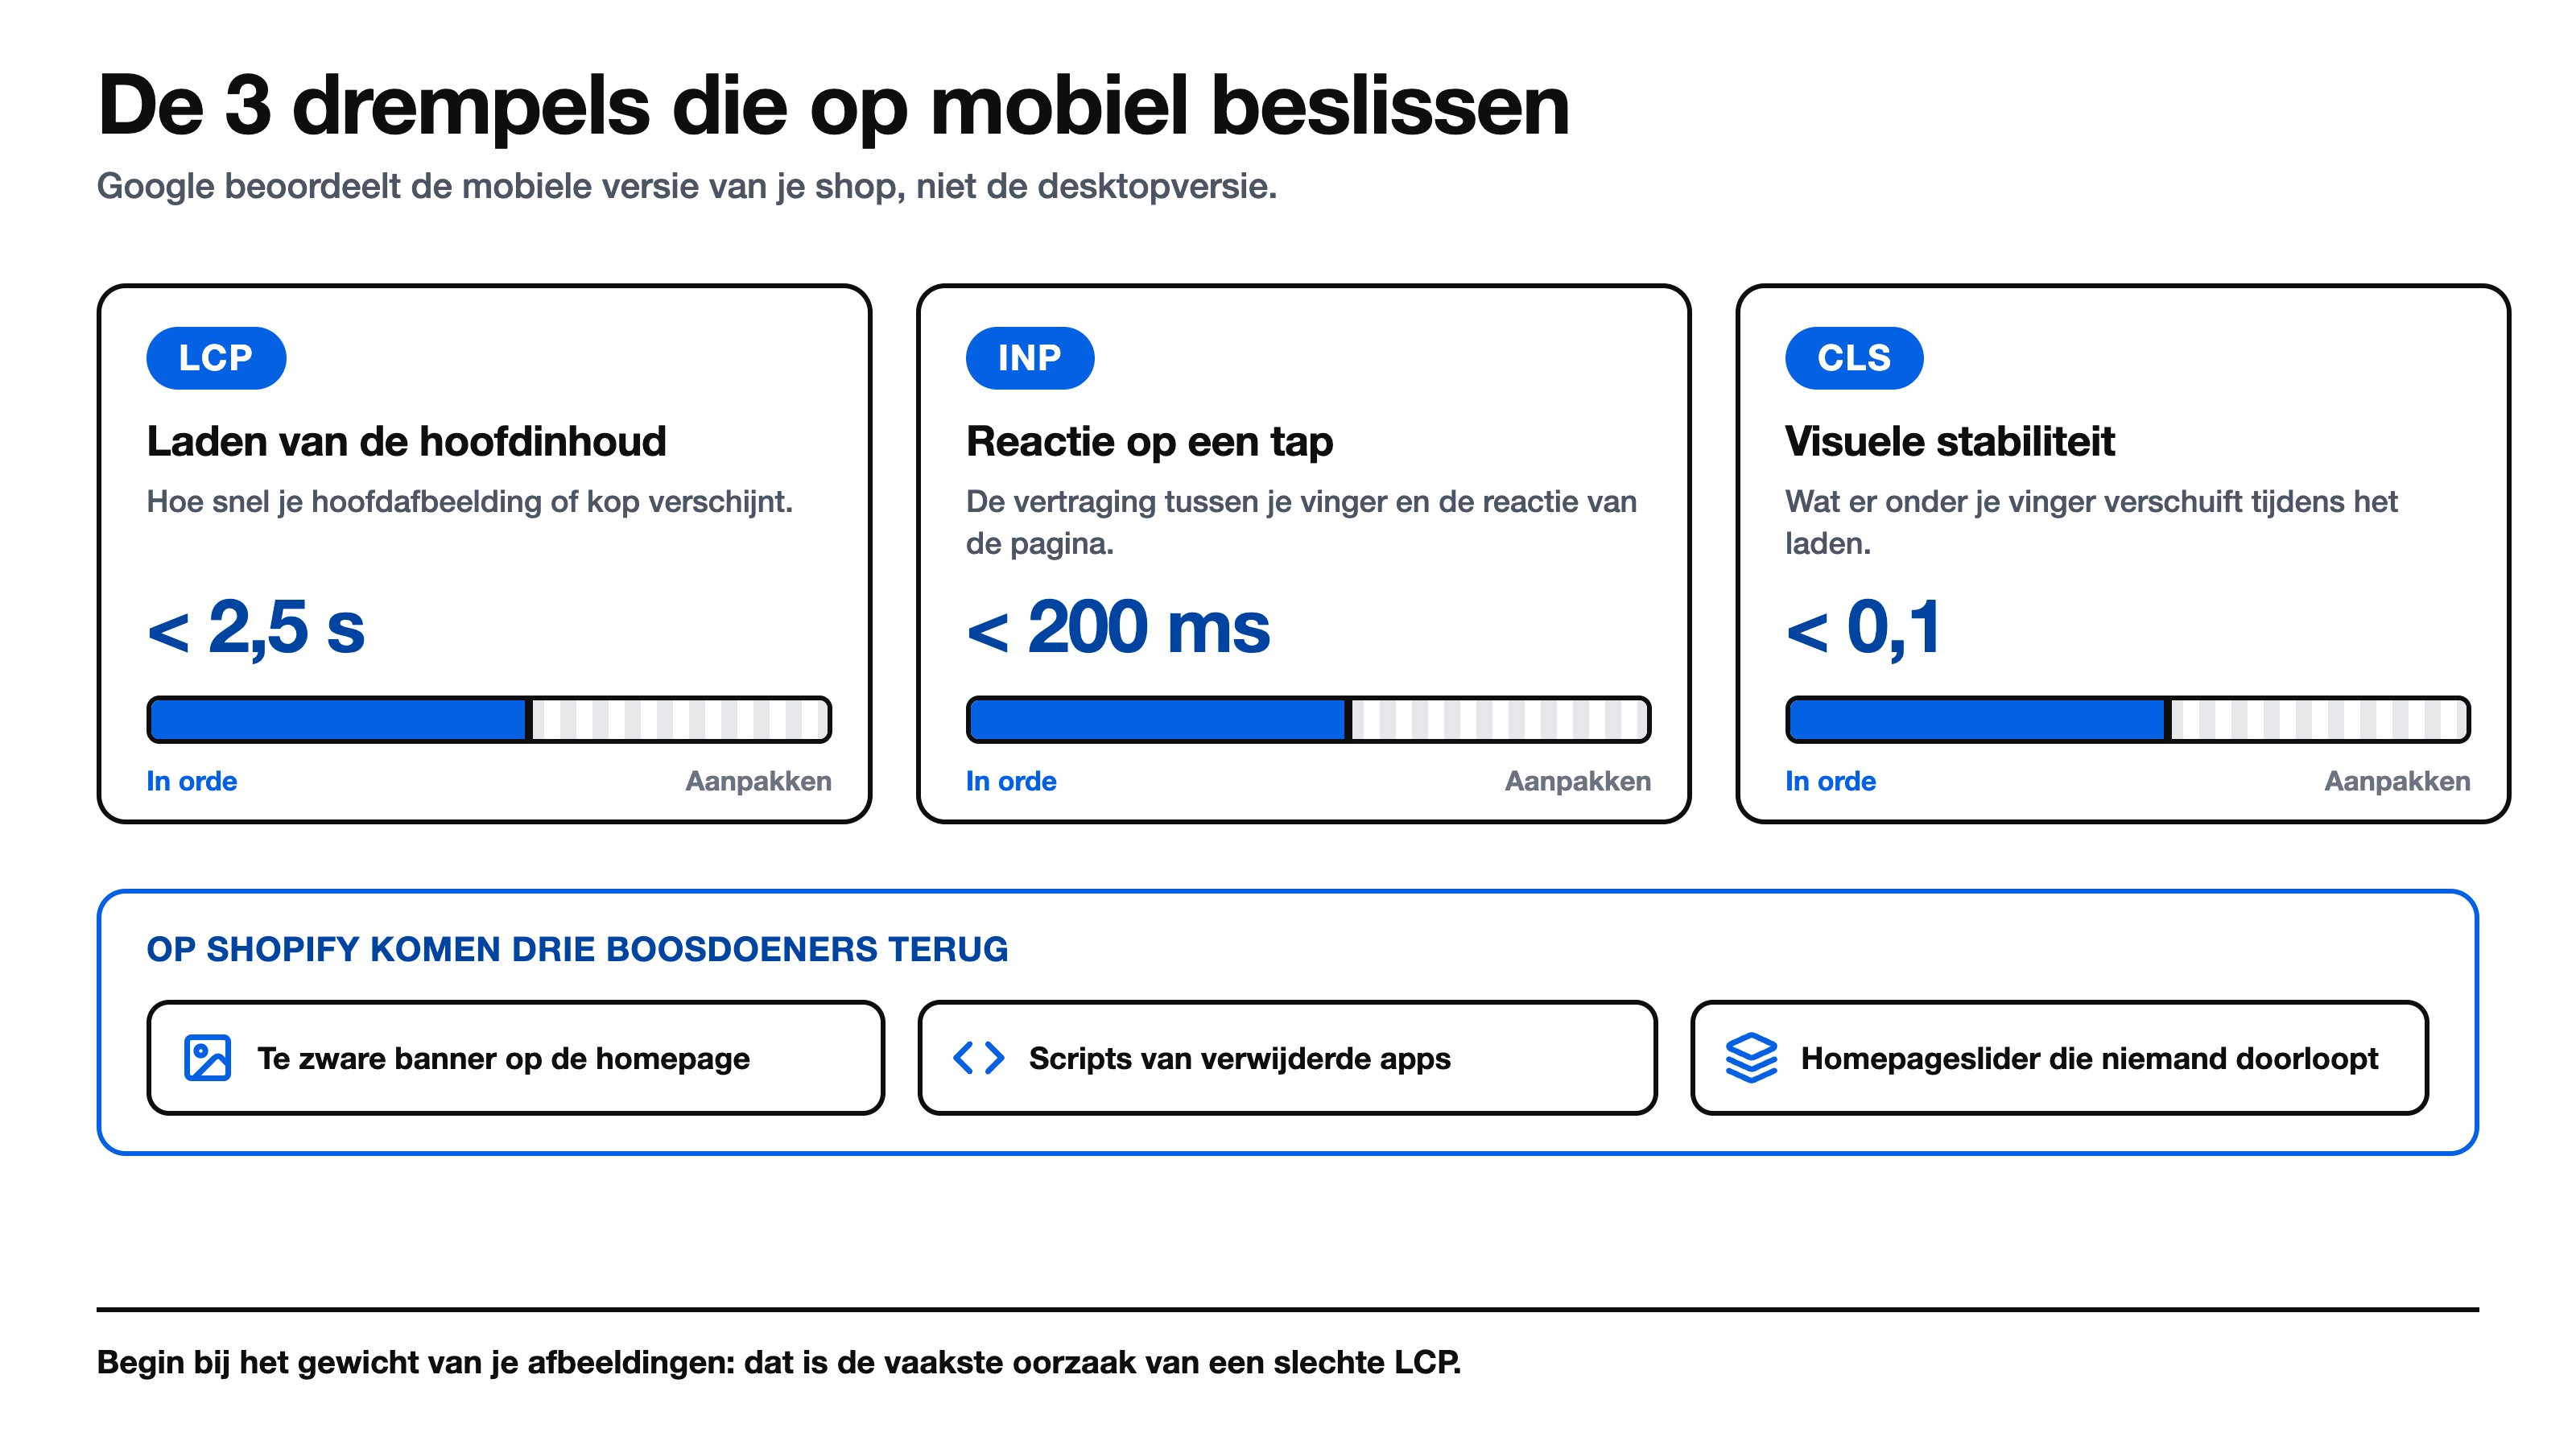 De 3 drempels die op mobiel beslissen
Google beoordeelt de mobiele versie van je shop, niet de desktopversie.
LCP
Laden van de hoofdinhoud
Hoe snel je hoofdafbeelding of kop verschijnt.
< 2,5 s
In orde
Aanpakken
INP
Reactie op een tap
De vertraging tussen je vinger en de reactie van
de pagina.
< 200 ms
In orde
Aanpakken
CLS
Visuele stabiliteit
Wat er onder je vinger verschuift tijdens het
laden.
< 0,1
In orde
Aanpakken
OP SHOPIFY KOMEN DRIE BOOSDOENERS TERUG
Te zware banner op de homepage
Scripts van verwijderde apps
Homepageslider die niemand doorloopt
Begin bij het gewicht van je afbeeldingen: dat is de vaakste oorzaak van een slechte LCP.